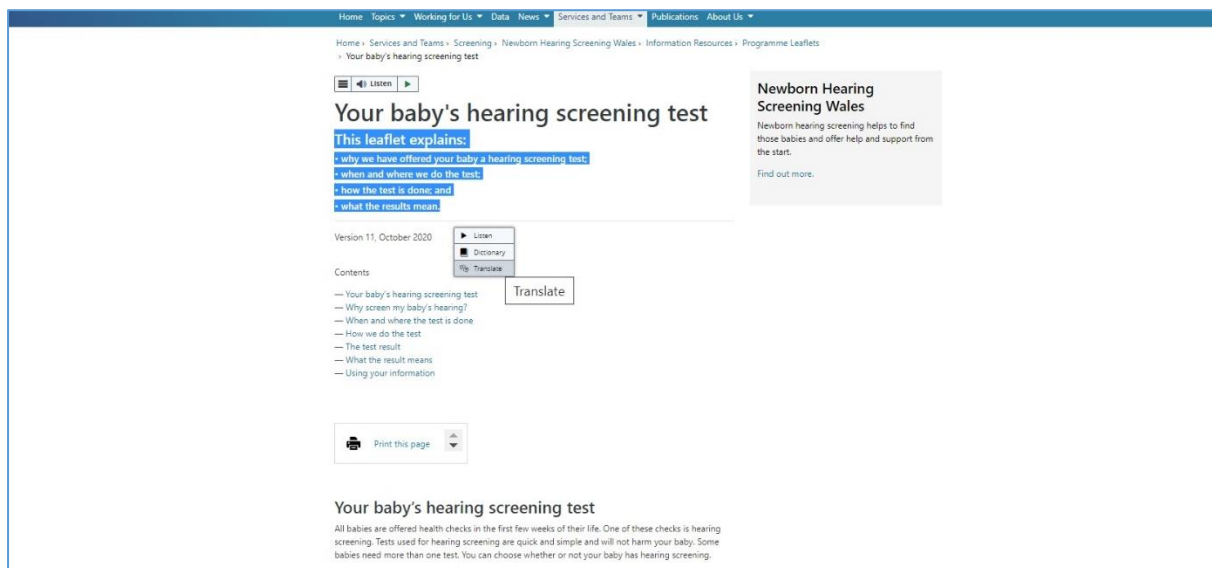 Home Topics Working for Us Data News Services and Teams Publications About Us
Home › Services and Teams › Screening › Newborn Hearing Screening Wales › Information Resources › Programme Leaflets
› Your baby's hearing screening test
Listen
Your baby's hearing screening test
This leaflet explains:
• why we have offered your baby a hearing screening test;
• when and where we do the test;
• how the test is done; and
• what the results mean.
Version 11, October 2020
Listen
Dictionary
Translate
Translate
Contents
— Your baby's hearing screening test
— Why screen my baby's hearing?
— When and where the test is done
— How we do the test
— The test result
— What the result means
— Using your information
Print this page
Your baby's hearing screening test
All babies are offered health checks in the first few weeks of their life. One of these checks is hearing
screening. Tests used for hearing screening are quick and simple and will not harm your baby. Some
babies need more than one test. You can choose whether or not your baby has hearing screening.
Newborn Hearing
Screening Wales
Newborn hearing screening helps to find
those babies and offer help and support from
the start.
Find out more.